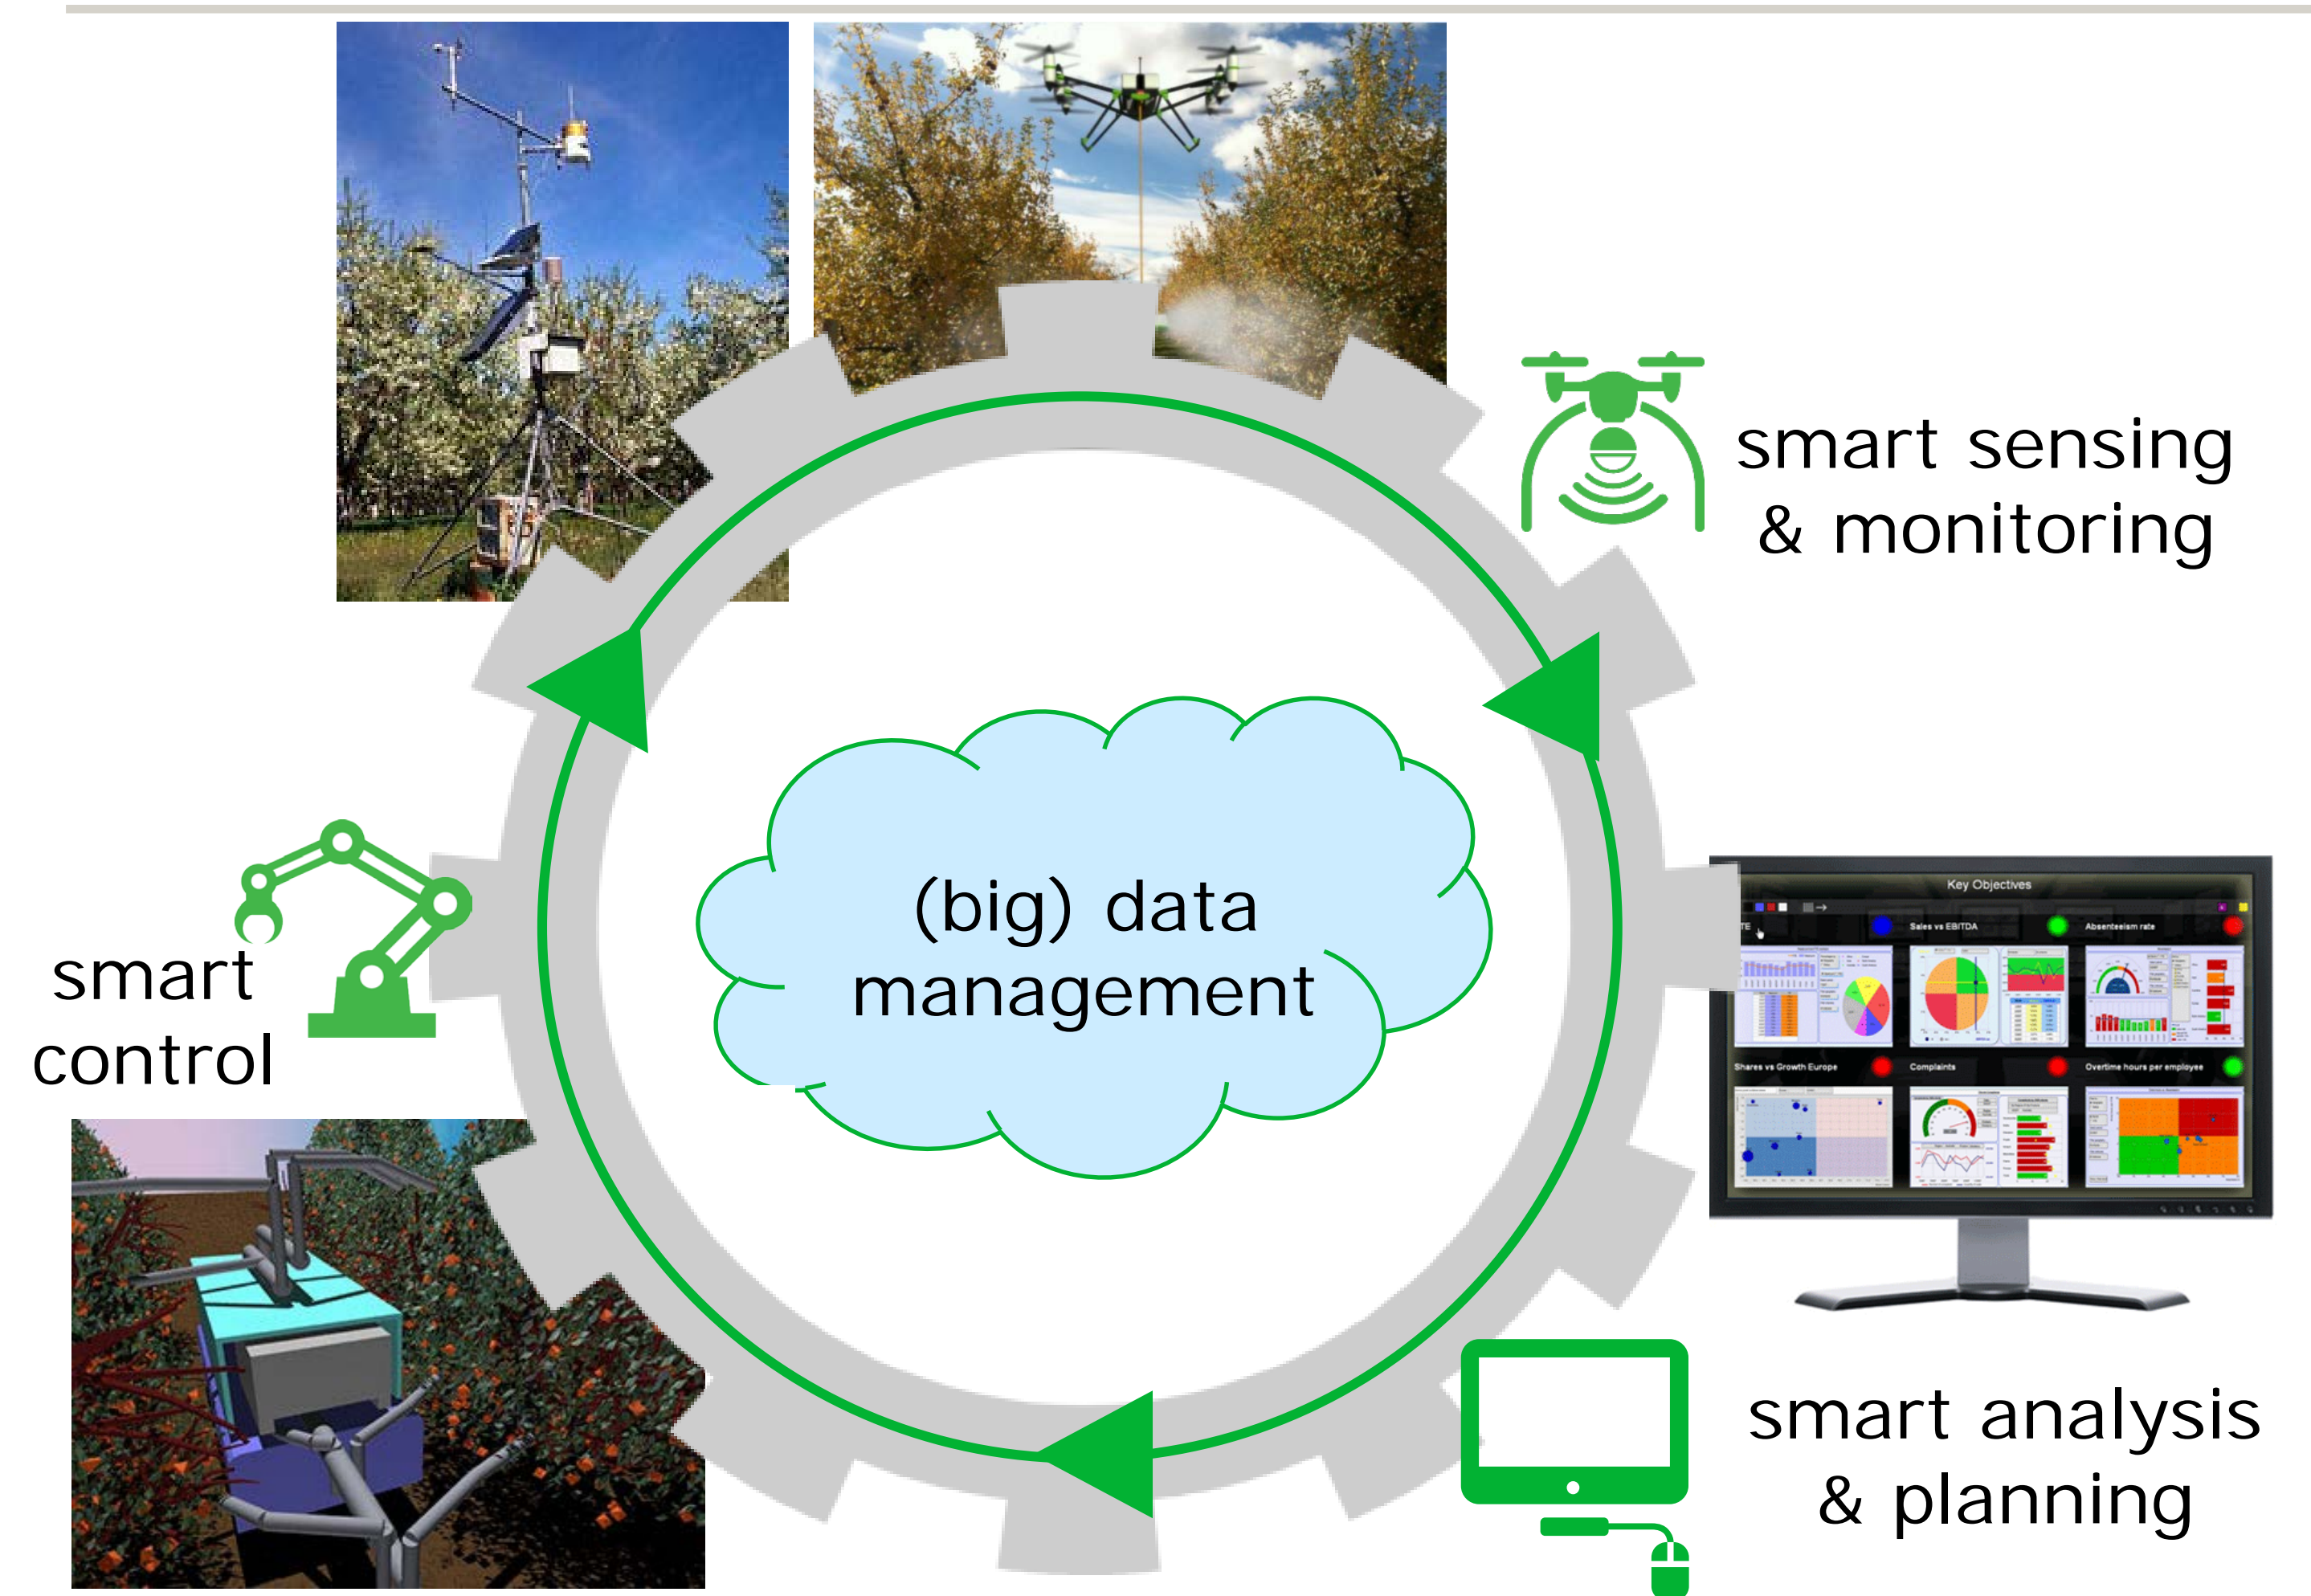 smart sensing
& monitoring
(big) data
management
smart
control
Key Objectives
Sales vs EBITDA
Absenteeism rate
Shares vs Growth Europe
Complaints
Overtime hours per employee
smart analysis
& planning